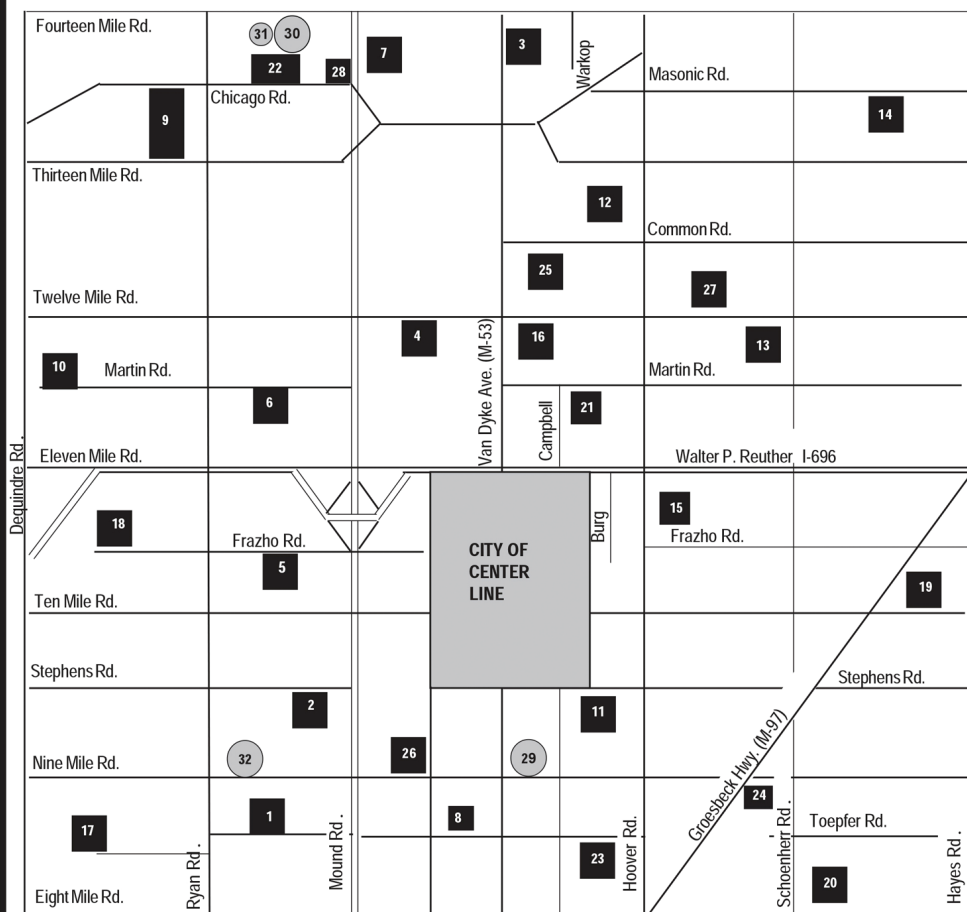 Fourteen Mile Rd.
31
30
7
3
Warkop
22
28
Masonic Rd.
Chicago Rd.
9
14
Thirteen Mile Rd.
12
Common Rd.
25
27
Twelve Mile Rd.
4
Van Dyke Ave. (M-53)
16
13
10
Martin Rd.
Martin Rd.
6
Campbell
21
Dequindre Rd .
Eleven Mile Rd.
Walter P. Reuther I-696
18
Frazho Rd.
Burg
15
Frazho Rd.
CITY OF
CENTER
LINE
5
19
Ten Mile Rd.
Stephens Rd.
Stephens Rd.
2
11
Groesbeck Hwy. (M-97)
Nine Mile Rd.
32
26
29
24
17
1
8
Toepfer Rd.
Ryan Rd .
Mound Rd .
23
Hoover Rd.
Schoenherr Rd .
20
Hayes Rd .
Eight Mile Rd.